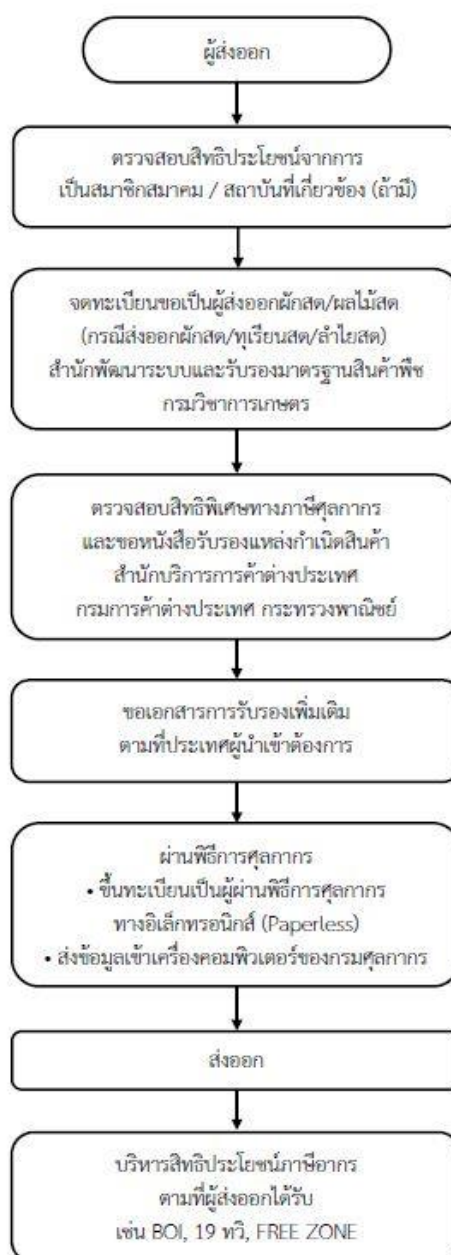 ผู้ส่งออก
ตรวจสอบสิทธิประโยชน์จากการ
เป็นสมาชิกสมาคม / สถาบันที่เกี่ยวข้อง (ถ้ามี)
จดทะเบียนขอเป็นผู้ส่งออกผักสด/ผลไม้สด
(กรณีส่งออกผักสด/ทุเรียนสด/ลำไยสด)
สำนักพัฒนาระบบและรับรองมาตรฐานสินค้าพืช
กรมวิชาการเกษตร
ตรวจสอบสิทธิพิเศษทางภาษีศุลกากร
และขอหนังสือรับรองแหล่งกำเนิดสินค้า
สำนักบริการการค้าต่างประเทศ
กรมการค้าต่างประเทศ กระทรวงพาณิชย์
ขอเอกสารการรับรองเพิ่มเติม
ตามที่ประเทศผู้นำเข้าต้องการ
ผ่านพิธีการศุลกากร
• ขึ้นทะเบียนเป็นผู้ผ่านพิธีการศุลกากร
ทางอิเล็กทรอนิกส์ (Paperless)
• ส่งข้อมูลเข้าเครื่องคอมพิวเตอร์ของกรมศุลกากร
ส่งออก
บริหารสิทธิประโยชน์ภาษีอากร
ตามที่ผู้ส่งออกได้รับ
เช่น BOI, 19 ทวิ, FREE ZONE